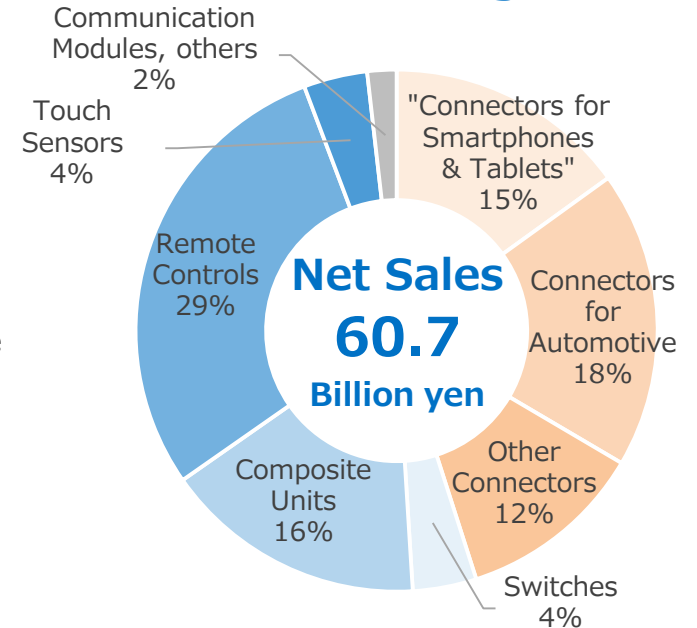 Communication
Modules, others
2%
Touch
Sensors
4%
"Connectors for
Smartphones
& Tablets"
15%
Remote
Controls
29%
Net Sales
60.7
Billion yen
Connectors
for
Automotive
18%
Other
Connectors
12%
Composite
Units
16%
Switches
4%